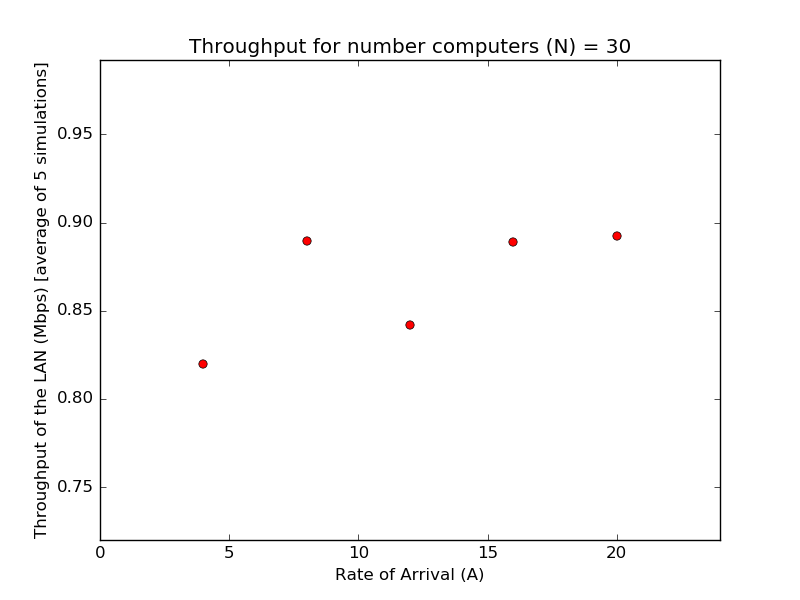 Throughput for number computers (N) = 30
Throughput of the LAN (Mbps) [average of 5 simulations]
0.95
0.90
0.85
0.80
0.75
0 5 10 15 20
Rate of Arrival (A)